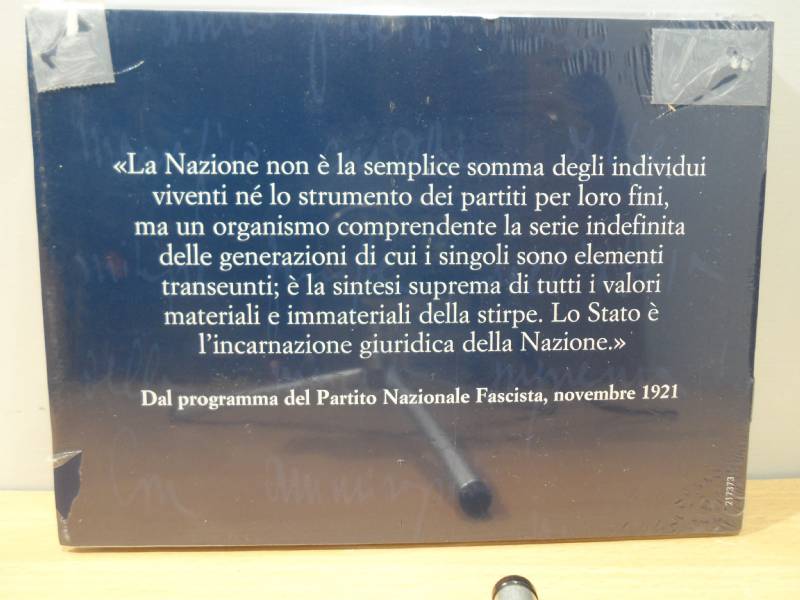 «La Nazione non è la semplice somma degli individui
viventi né lo strumento dei partiti per loro fini,
ma un organismo comprendente la serie indefinita
delle generazioni di cui i singoli sono elementi
transeunti; è la sintesi suprema di tutti i valori
materiali e immateriali della stirpe. Lo Stato è
l'incarnazione giuridica della Nazione.»
Dal programma del Partito Nazionale Fascista, novembre 1921
217373